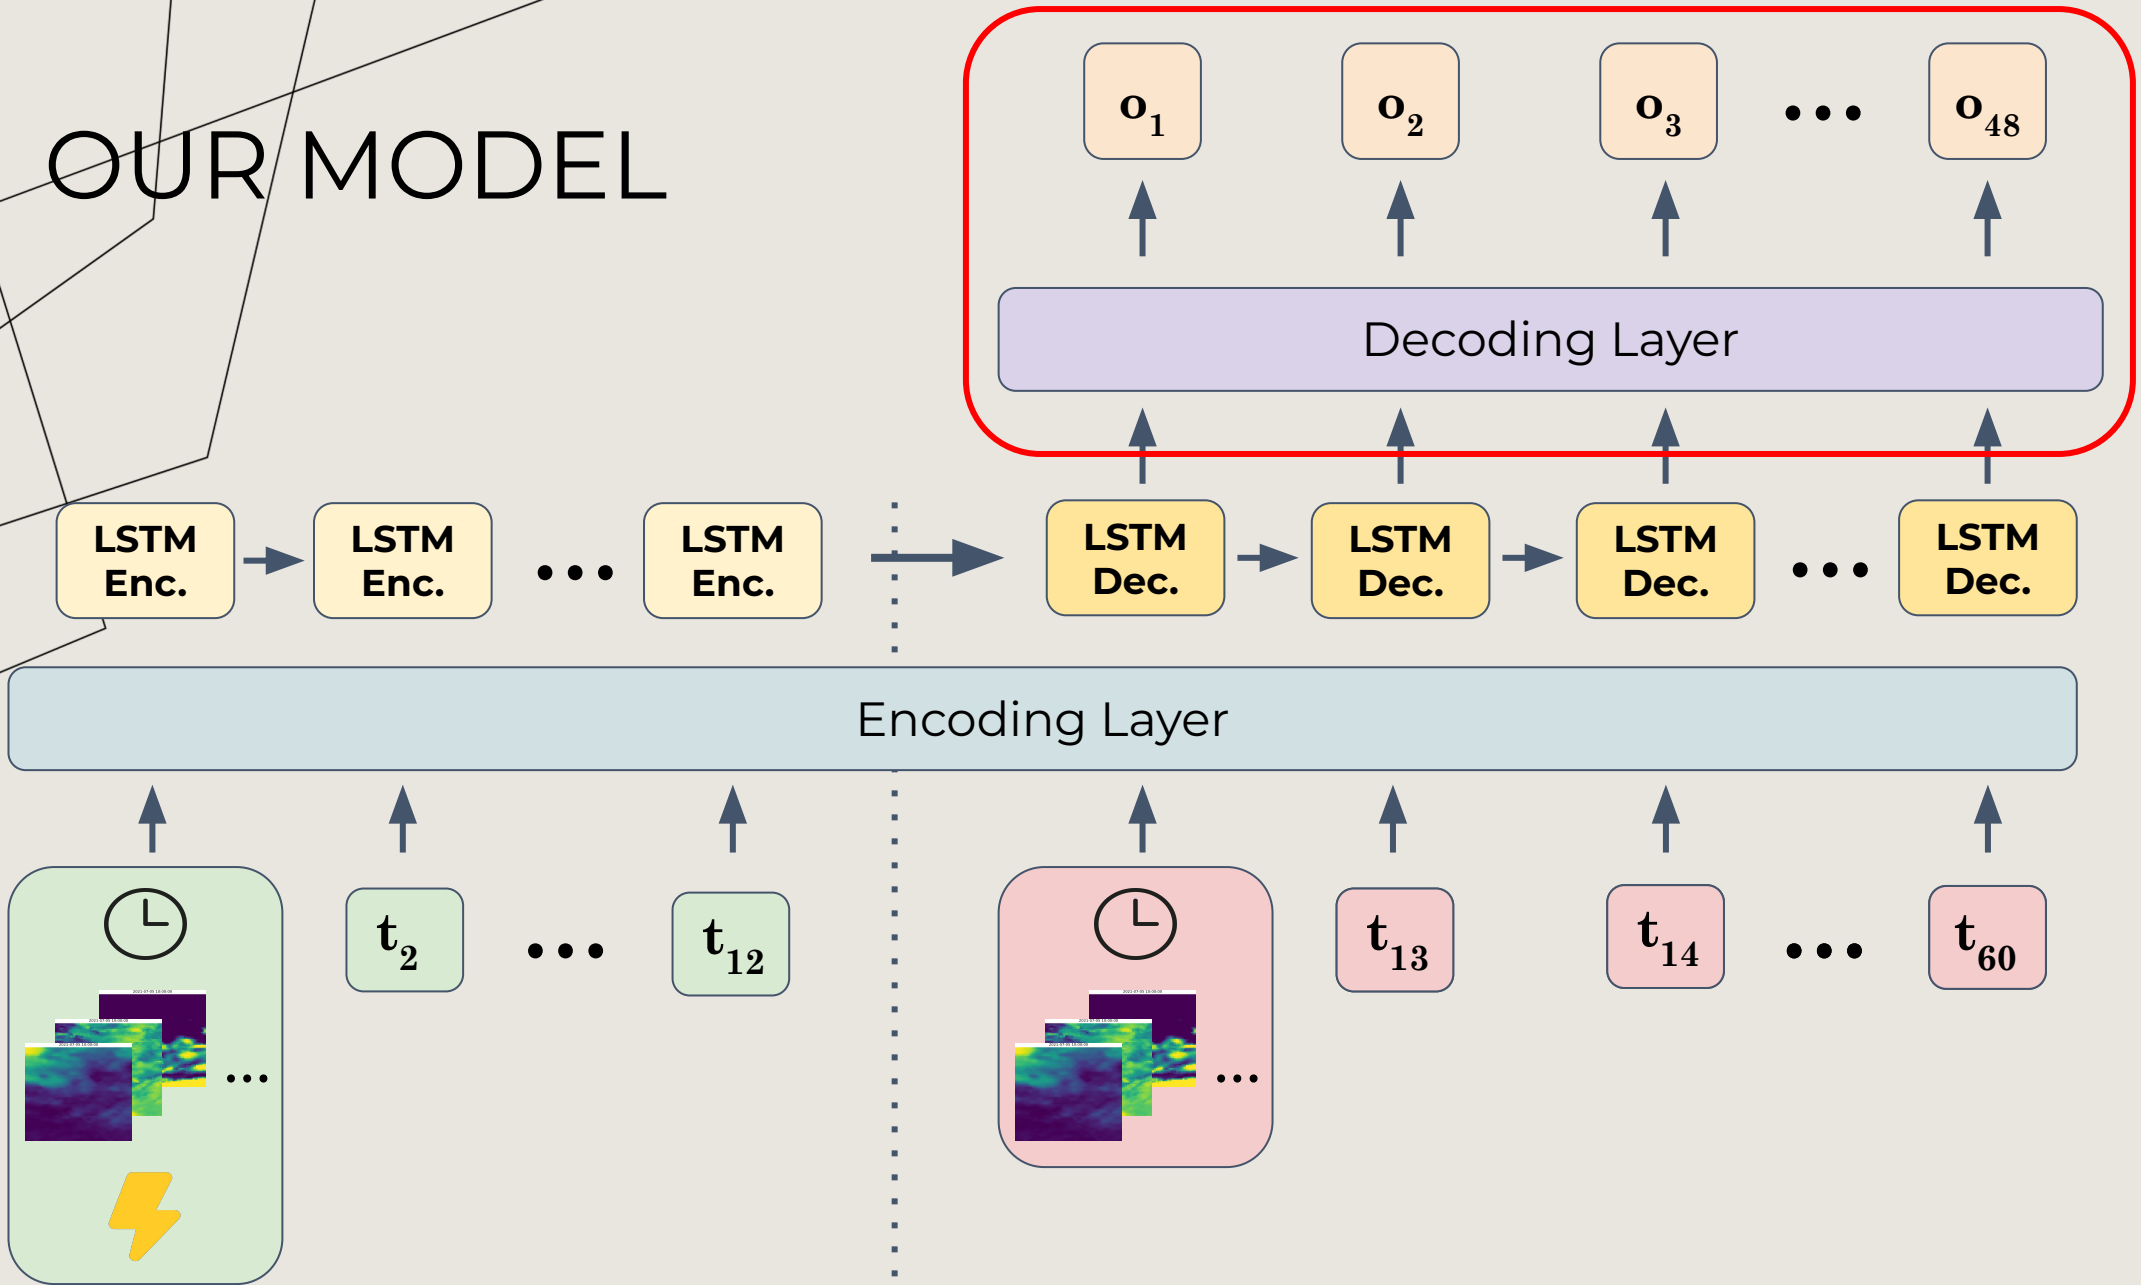 o1
o2
o3
•••
o48
OUR MODEL
Decoding Layer
LSTM
Enc.
LSTM
Enc.
•••
LSTM
Enc.
LSTM
Dec.
LSTM
Dec.
LSTM
Dec.
•••
LSTM
Dec.
Encoding Layer
t2
•••
t12
t13
t14
•••
t60
•••
•••